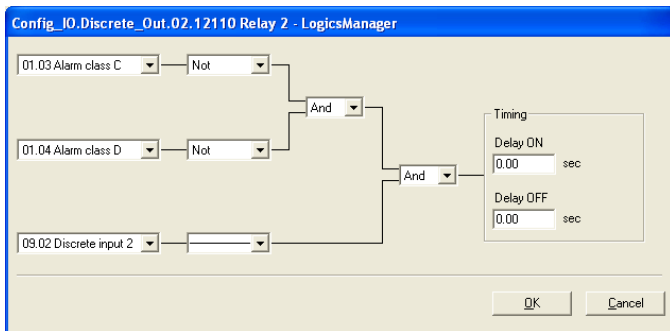 Config_IO.Discrete_Out.02.12110 Relay 2 - LogicsManager
01.03 Alarm class C
Not
And
01.04 Alarm class D
Not
And
09.02 Discrete input 2
Timing
Delay ON
0.00 sec
Delay OFF
0.00 sec
OK
Cancel